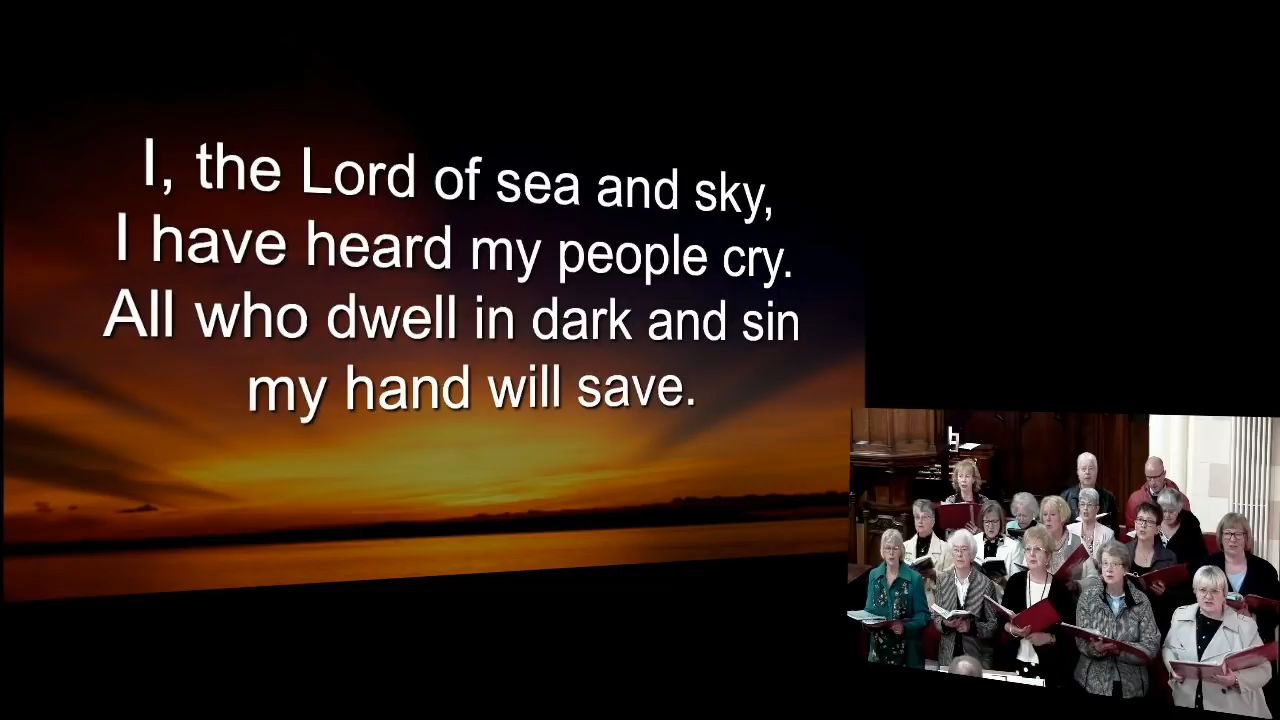 I, the Lord of sea and sky,
I have heard my people cry.
All who dwell in dark and sin
my hand will save.